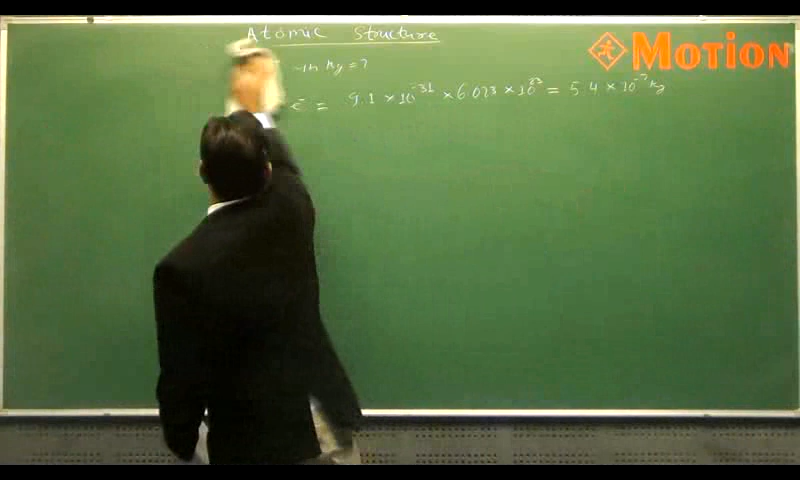 Atomic Structure
MOTION
in kg = ?
e⁻ = 9.1 × 10⁻³¹ × 6.023 × 10²³ = 5.4 × 10⁻⁷ kg